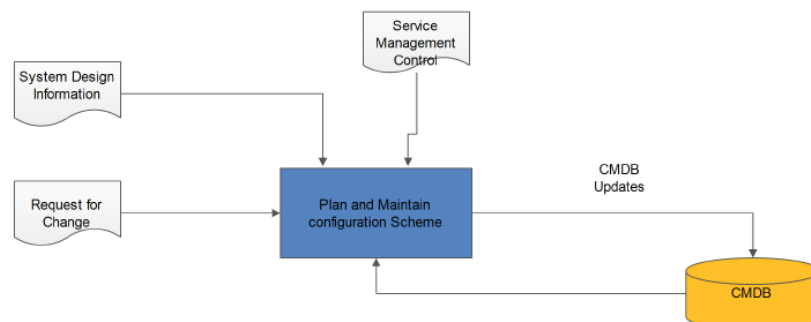 Service
Management
Control
System Design
Information
Request for
Change
Plan and Maintain
configuration Scheme
CMDB
Updates
CMDB